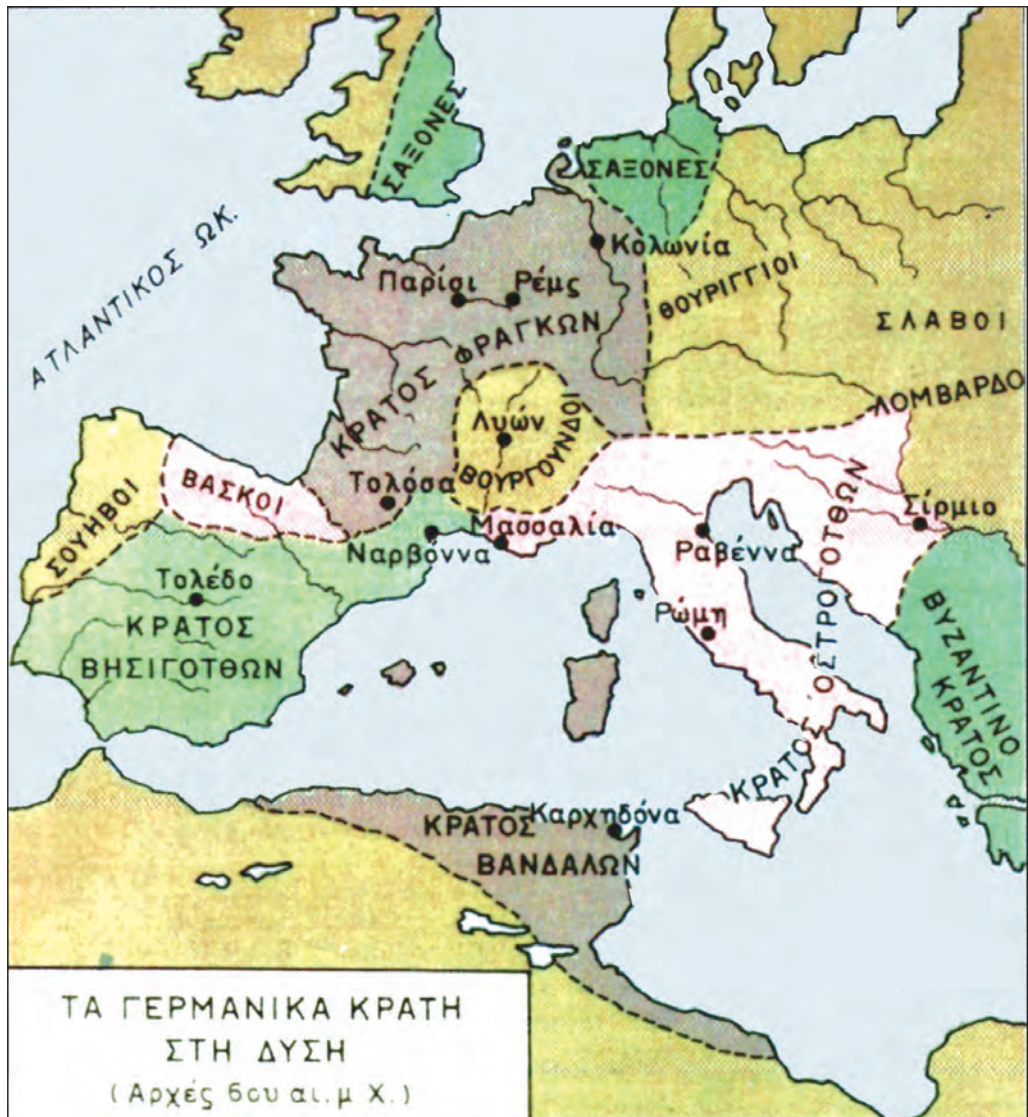 ΣΑΞΟΝΕΣ
ΣΑΞΟΝΕΣ
ΑΤΛΑΝΤΙΚΟΣ ΩΚ.
Κολωνία
Παρίσι
Ρέμς
ΘΟΥΡΙΓΓΙΟΙ
ΣΛΑΒΟΙ
ΚΡΑΤΟΣ ΦΡΑΓΚΩΝ
ΛΟΜΒΑΡΔΟ
Λυών
ΒΟΥΡΓΟΥΝΔΟΙ
ΒΑΣΚΟΙ
ΣΟΥΗΒΟΙ
Τολόσα
Σίρμιο
Ναρβόννα
Μασσαλία
Ραβέννα
Τολέδο
ΚΡΑΤΟΣ
ΒΗΣΙΓΟΤΘΩΝ
Ρώμη
ΚΡΑΤΟΣ ΟΣΤΡΟΓΟΤΘΩΝ
ΒΥΖΑΝΤΙΝΟ
ΚΡΑΤΟΣ
Καρχηδόνα
ΚΡΑΤΟΣ
ΒΑΝΔΑΛΩΝ
ΤΑ ΓΕΡΜΑΝΙΚΑ ΚΡΑΤΗ
ΣΤΗ ΔΥΣΗ
(Αρχές 6ου αι. μ Χ.)